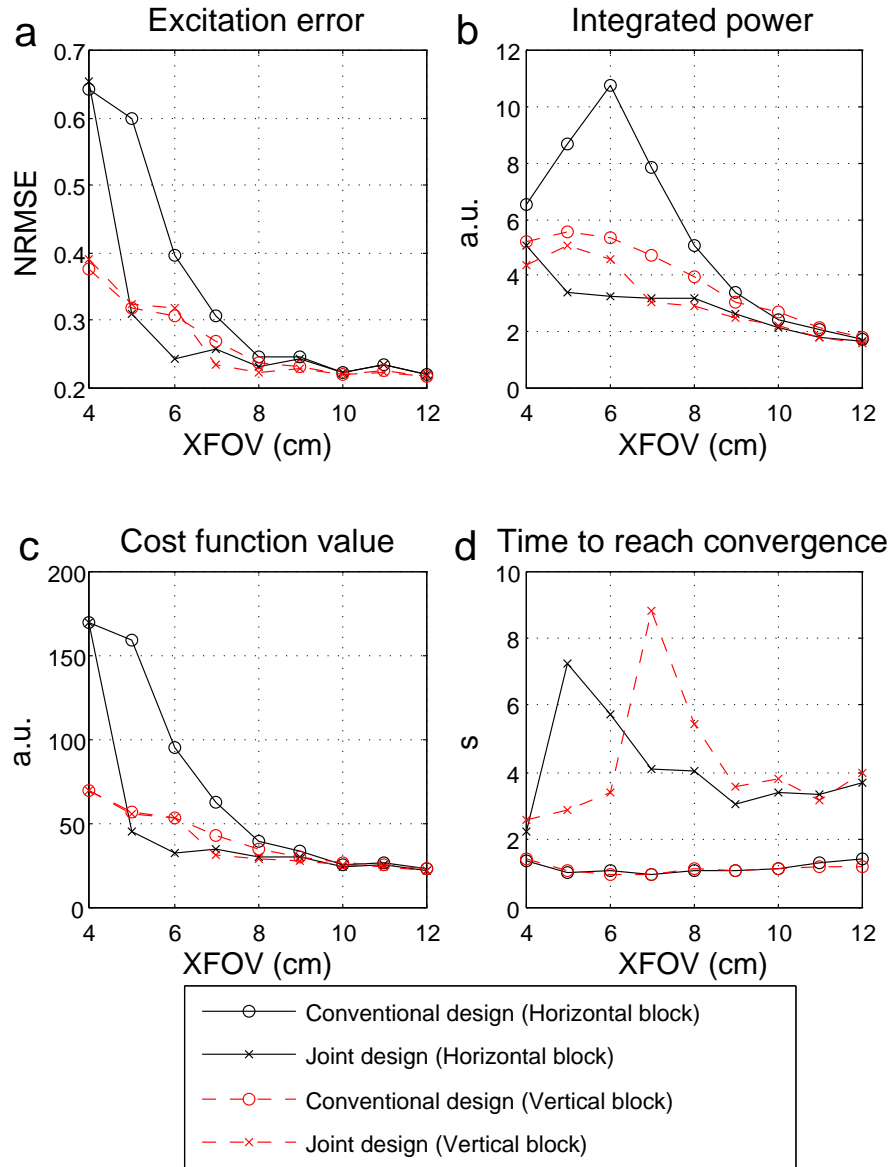 a
Excitation error
0.7
0.6
0.5
0.4
0.3
0.2
NRMSE
4 6 8 10 12
XFOV (cm)
b
Integrated power
12
10
8
6
4
2
0
a.u.
4 6 8 10 12
XFOV (cm)
c
Cost function value
200
150
100
50
0
a.u.
4 6 8 10 12
XFOV (cm)
d
Time to reach convergence
10
8
6
4
2
0
s
4 6 8 10 12
XFOV (cm)
Conventional design (Horizontal block)
Joint design (Horizontal block)
Conventional design (Vertical block)
Joint design (Vertical block)